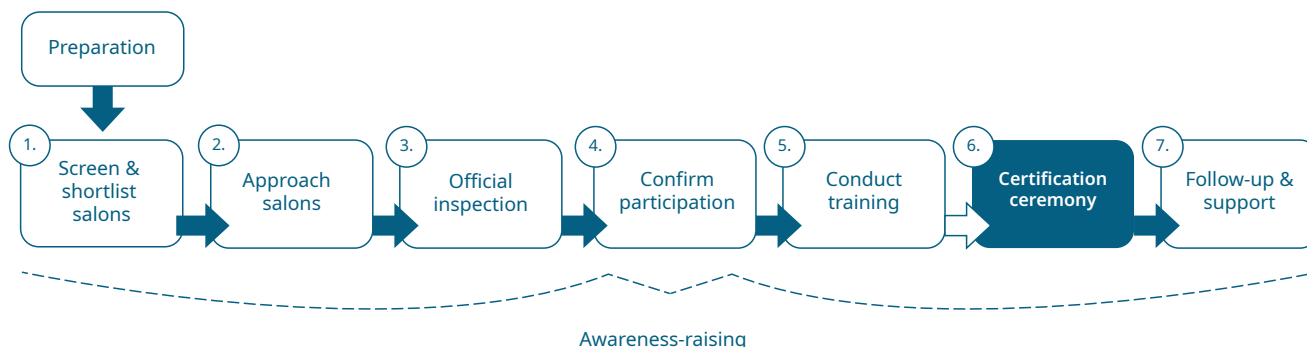 Preparation
1.
Screen &
shortlist
salons
2.
Approach
salons
3.
Official
inspection
4.
Confirm
participation
5.
Conduct
training
6.
Certification
ceremony
7.
Follow-up &
support
Awareness-raising